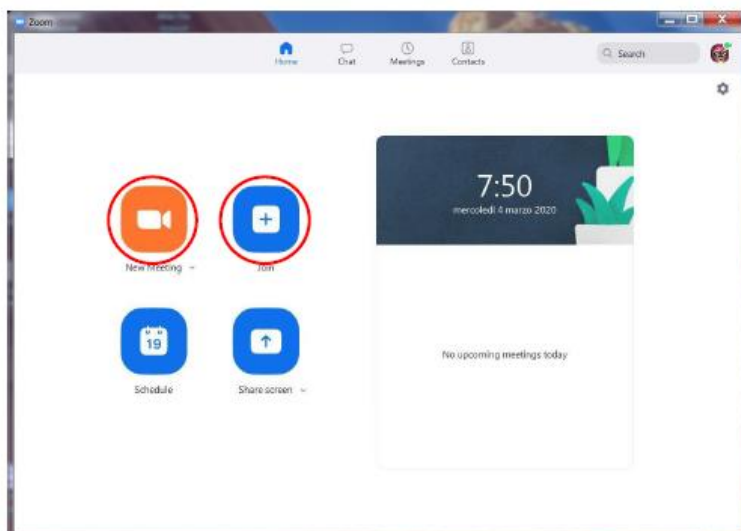 Zoom
Home
Chat
Meetings
Contacts
Search
7:50
mercoledì 4 marzo 2020
New Meeting
Join
19
Schedule
Share screen
No upcoming meetings today